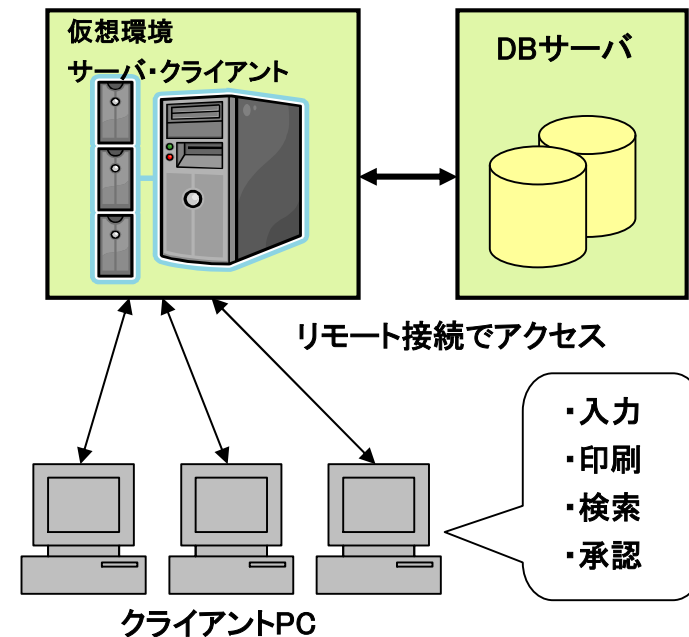 仮想環境
サーバ・クライアント
DBサーバ
リモート接続でアクセス
・入力
・印刷
・検索
・承認
クライアントPC